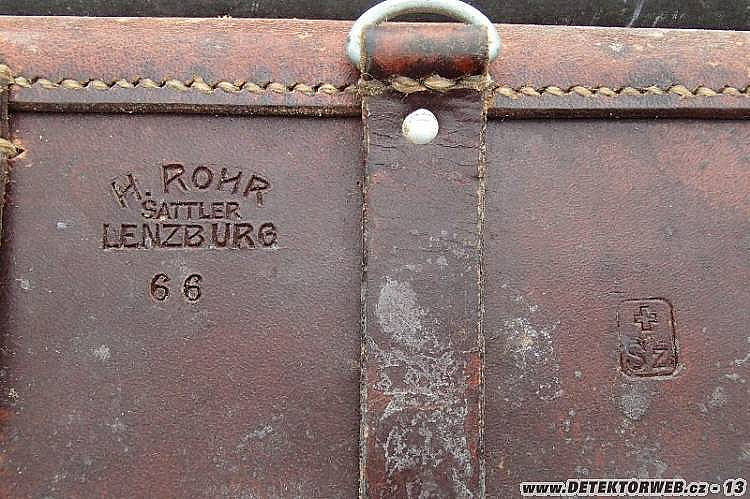 H. ROHR
SATTLER
LENZBURG
66
SZ
www.DETEKTORWEB.cz - 13